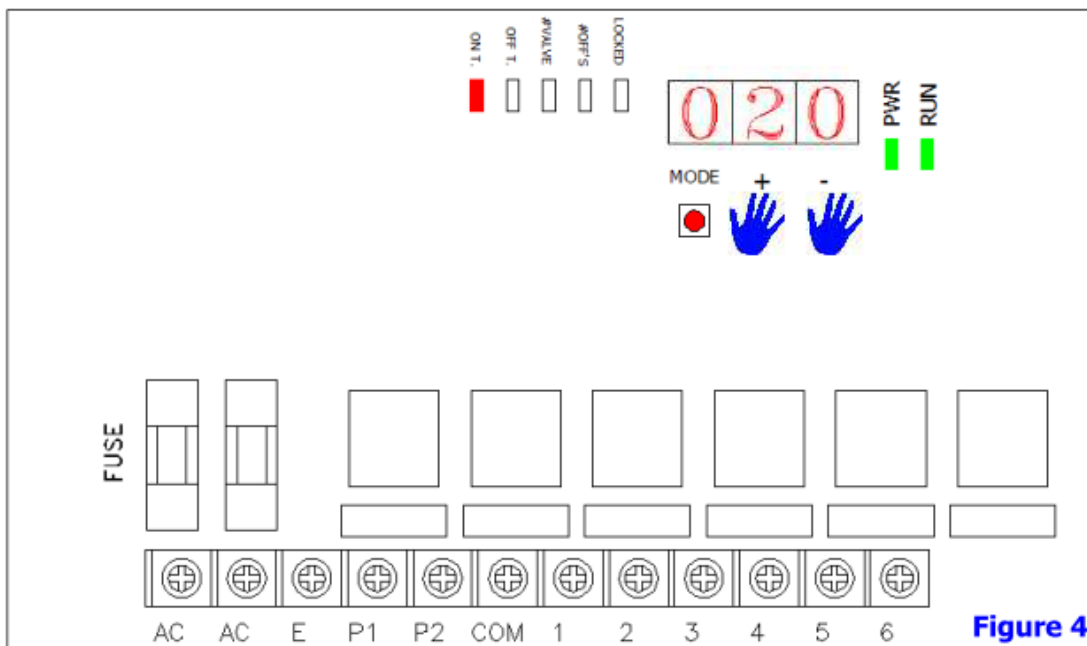 ON T.
OFF T.
#VALVE
#OFF'S
LOCKED
020
PWR
RUN
MODE + -
FUSE
AC AC E P1 P2 COM 1 2 3 4 5 6
Figure 4